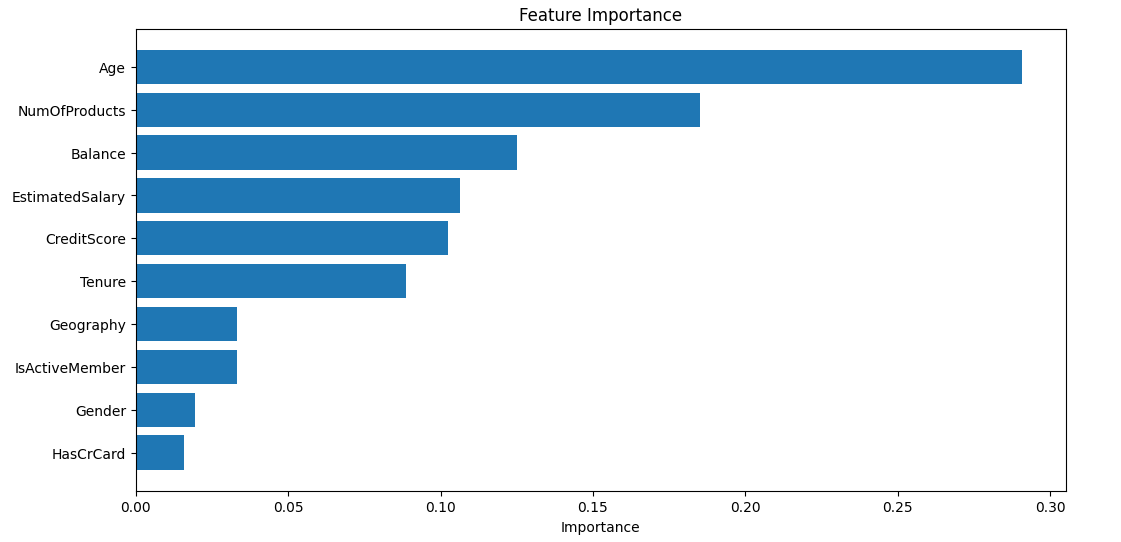 Feature Importance
Age
NumOfProducts
Balance
EstimatedSalary
CreditScore
Tenure
Geography
IsActiveMember
Gender
HasCrCard
0.00 0.05 0.10 0.15 0.20 0.25 0.30
Importance